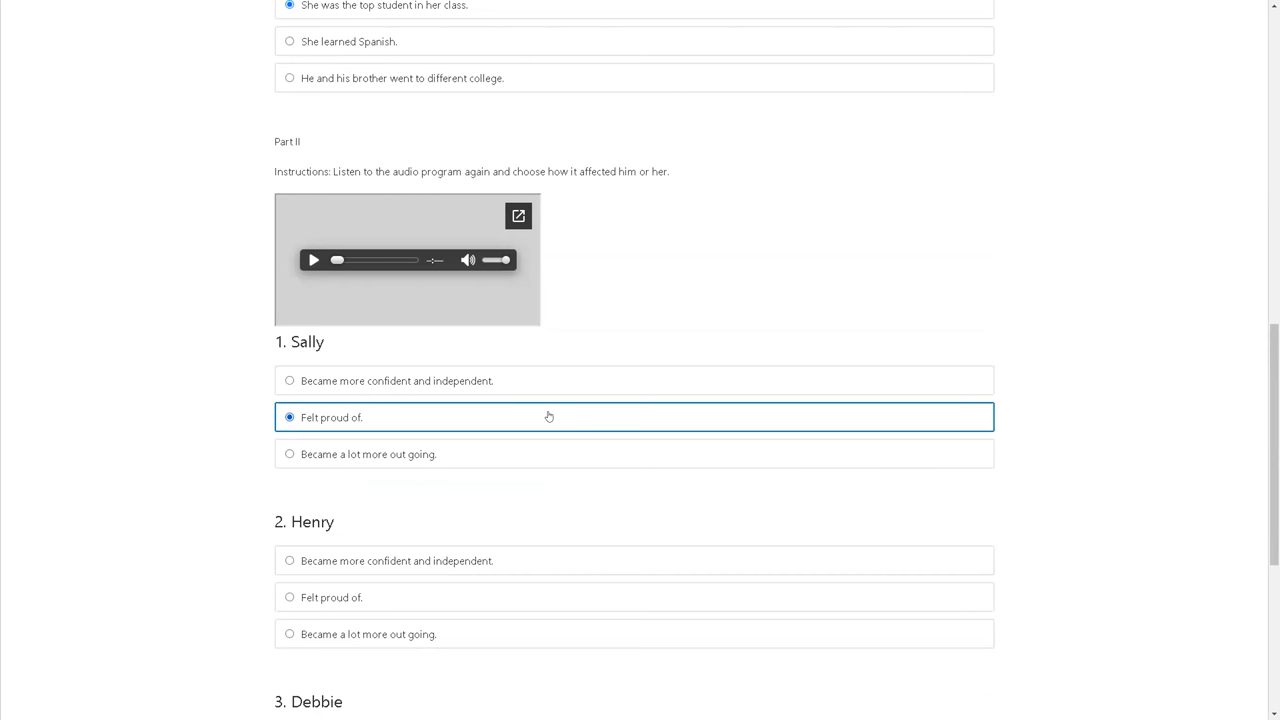 She was the top student in her class.
She learned Spanish.
He and his brother went to different college.
Part II
Instructions: Listen to the audio program again and choose how it affected him or her.
--:--
1. Sally
Became more confident and independent.
Felt proud of.
Became a lot more out going.
2. Henry
Became more confident and independent.
Felt proud of.
Became a lot more out going.
3. Debbie